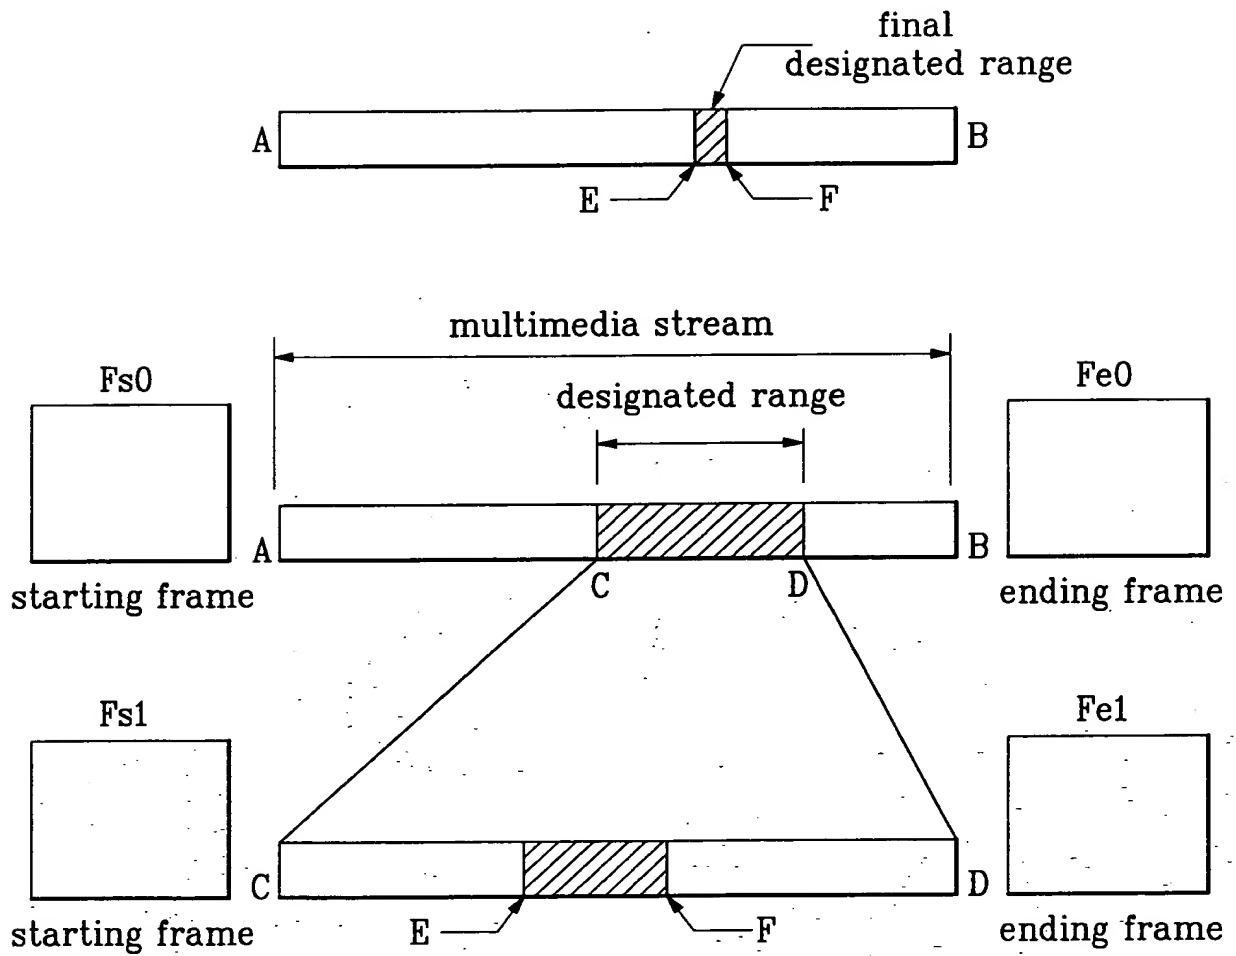 final
designated range
A
B
E
F
multimedia stream
Fs0
Fe0
designated range
A
B
C
D
starting frame
ending frame
Fs1
Fe1
C
D
E
F
starting frame
ending frame